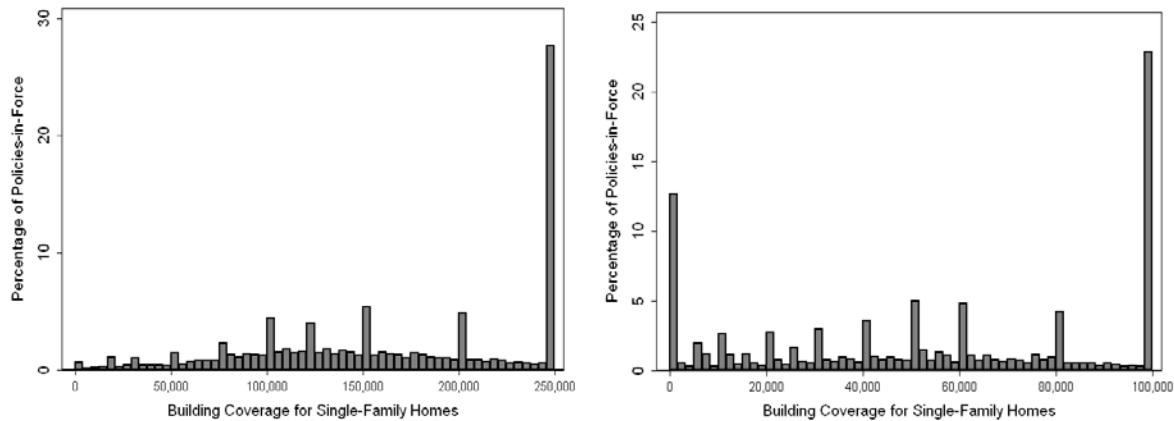 Percentage of Policies-in-Force
30
20
10
0
0 50,000 100,000 150,000 200,000 250,000
Building Coverage for Single-Family Homes
Percentage of Policies-in-Force
25
20
15
10
5
0
0 20,000 40,000 60,000 80,000 100,000
Building Coverage for Single-Family Homes